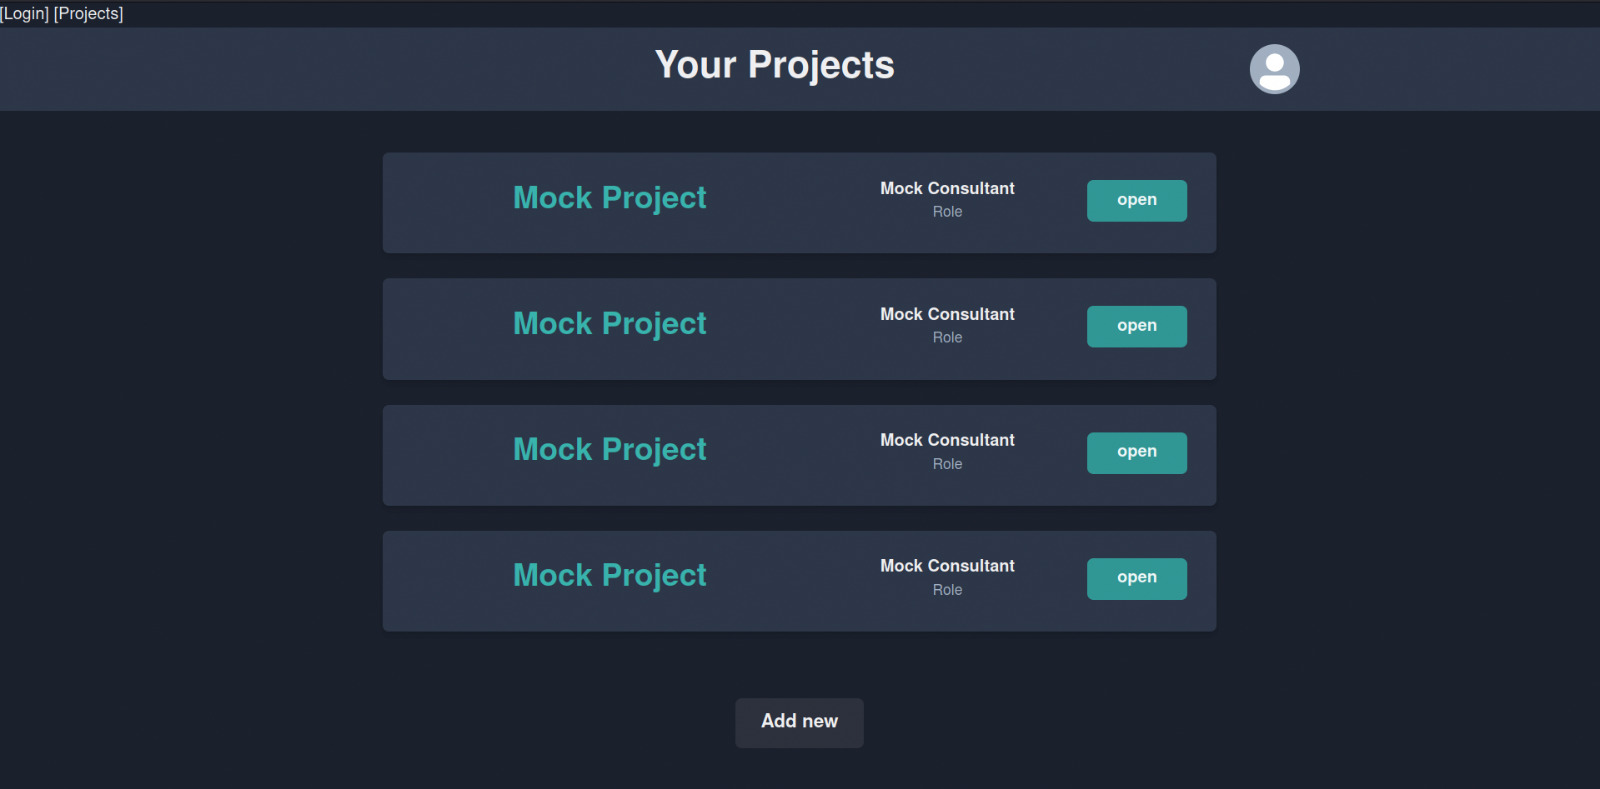 [Login] [Projects]
Your Projects
Mock Project
Mock Consultant
Role
open
Mock Project
Mock Consultant
Role
open
Mock Project
Mock Consultant
Role
open
Mock Project
Mock Consultant
Role
open
Add new